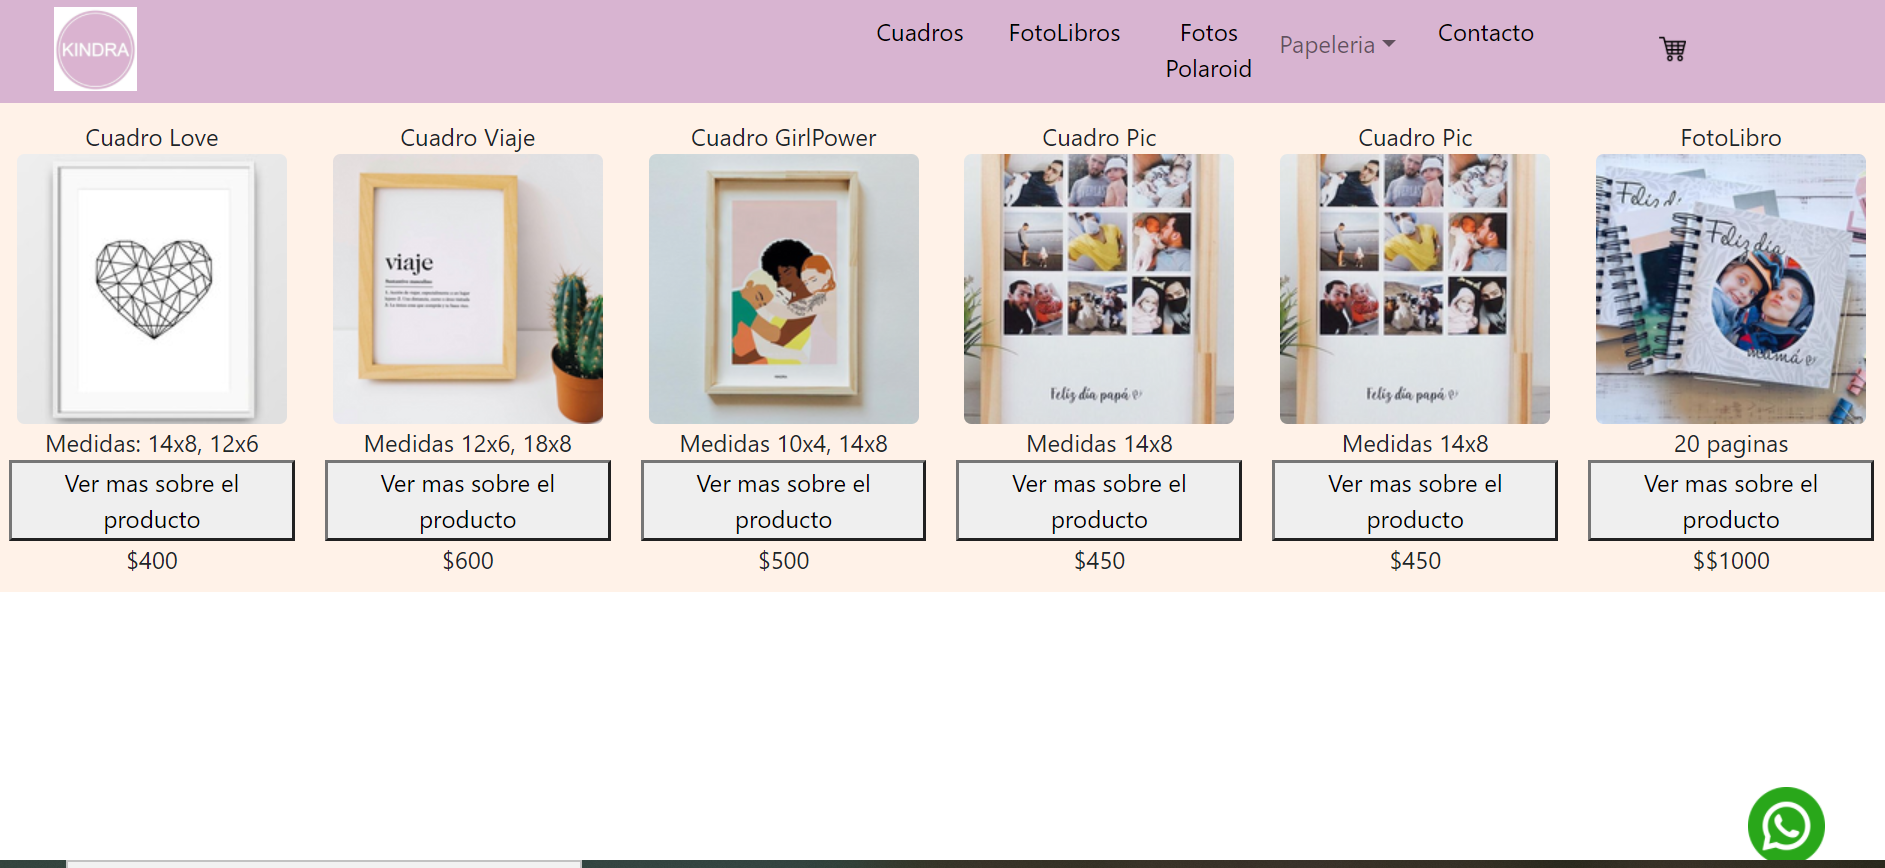 KINDRA
Cuadros
FotoLibros
Fotos
Polaroid
Papeleria
Contacto
Cuadro Love
Cuadro Viaje
Cuadro GirlPower
Cuadro Pic
Cuadro Pic
FotoLibro
viaje
Feliz día papá
Feliz día papá
Feliz día
mamá
Medidas: 14x8, 12x6
Medidas 12x6, 18x8
Medidas 10x4, 14x8
Medidas 14x8
Medidas 14x8
20 paginas
Ver mas sobre el
producto
Ver mas sobre el
producto
Ver mas sobre el
producto
Ver mas sobre el
producto
Ver mas sobre el
producto
Ver mas sobre el
producto
$400
$600
$500
$450
$450
$$1000